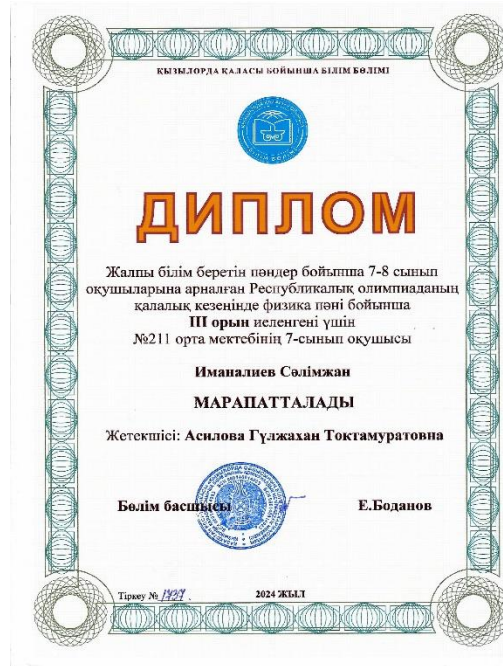 ҚЫЗЫЛОРДА ҚАЛАСЫ БОЙЫНША БІЛІМ БӨЛІМІ
ДИПЛОМ
Жалпы білім беретін пәндер бойынша 7-8 сынып
оқушыларына арналған Республикалық олимпиаданың
қалалық кезеңінде физика пәні бойынша
III орын иеленгені үшін
№211 орта мектебінің 7-сынып оқушысы
Иманалиев Сәлімжан
МАРАПАТТАЛАДЫ
Жетекшісі: Асилова Гүлжахан Токтамуратовна
Бөлім басшысы Е.Боданов
Тіркеу № 1737.
2024 ЖЫЛ